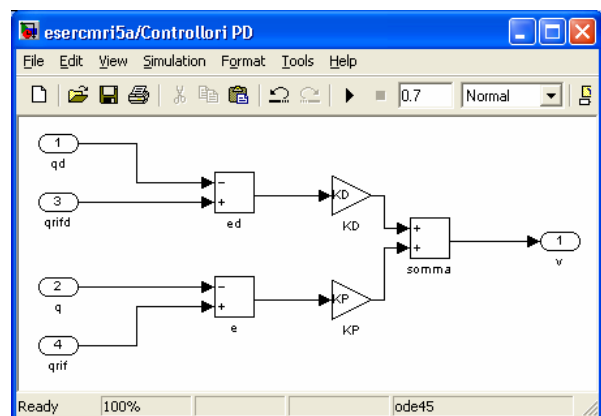 esercmri5a/Controllori PD
File Edit View Simulation Format Tools Help
0.7 Normal
1
qd
3
qrifd
- +
ed
KD
KD
2
q
4
qrif
- +
e
KP
KP
+ +
somma
1
v
Ready 100% ode45